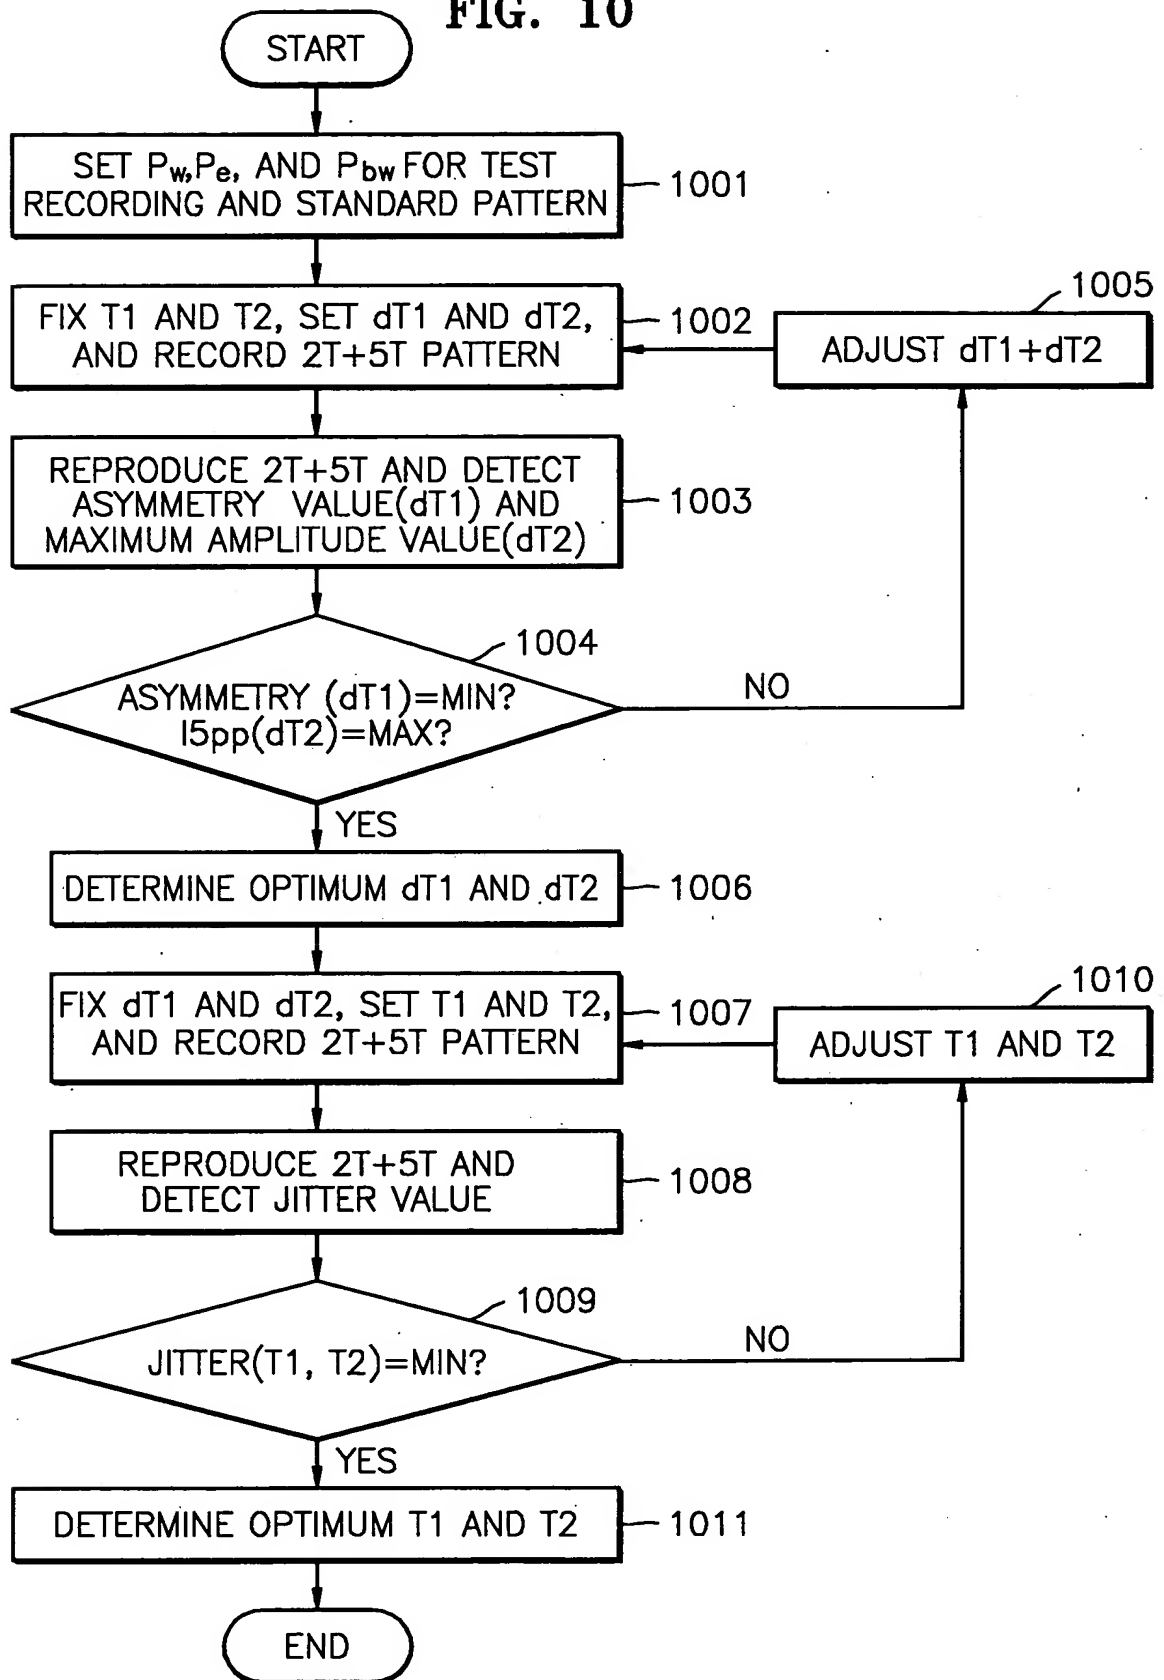 FIG. 10
START
SET Pw,Pe, AND Pbw FOR TEST
RECORDING AND STANDARD PATTERN
1001
FIX T1 AND T2, SET dT1 AND dT2,
AND RECORD 2T+5T PATTERN
1002
1005
ADJUST dT1+dT2
REPRODUCE 2T+5T AND DETECT
ASYMMETRY VALUE(dT1) AND
MAXIMUM AMPLITUDE VALUE(dT2)
1003
1004
ASYMMETRY (dT1)=MIN?
I5pp(dT2)=MAX?
NO
YES
DETERMINE OPTIMUM dT1 AND dT2
1006
FIX dT1 AND dT2, SET T1 AND T2,
AND RECORD 2T+5T PATTERN
1007
1010
ADJUST T1 AND T2
REPRODUCE 2T+5T AND
DETECT JITTER VALUE
1008
1009
JITTER(T1, T2)=MIN?
NO
YES
DETERMINE OPTIMUM T1 AND T2
1011
END